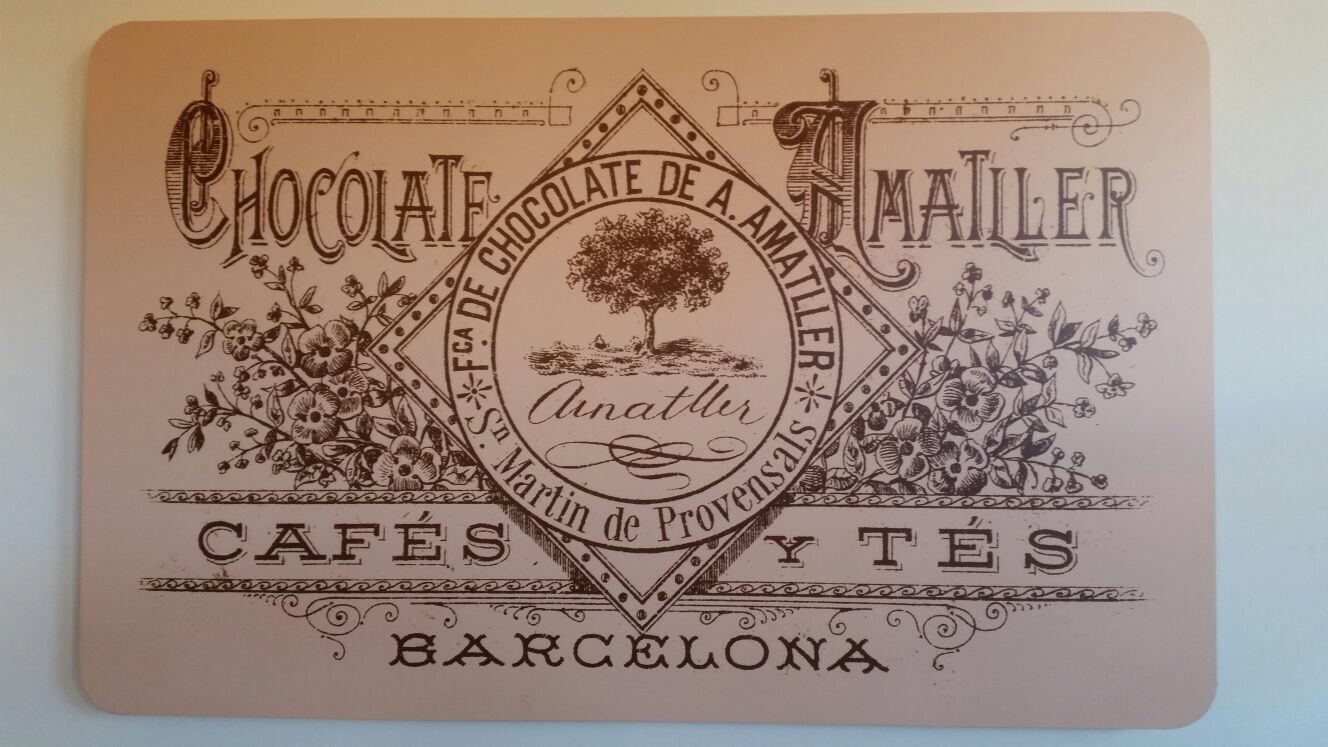 CHOCOLATE AMATLLER
Fca. DE CHOCOLATE DE A. AMATLLER
Amatller
Sn. Martin de Provensals
CAFÉS Y TÉS
BARCELONA